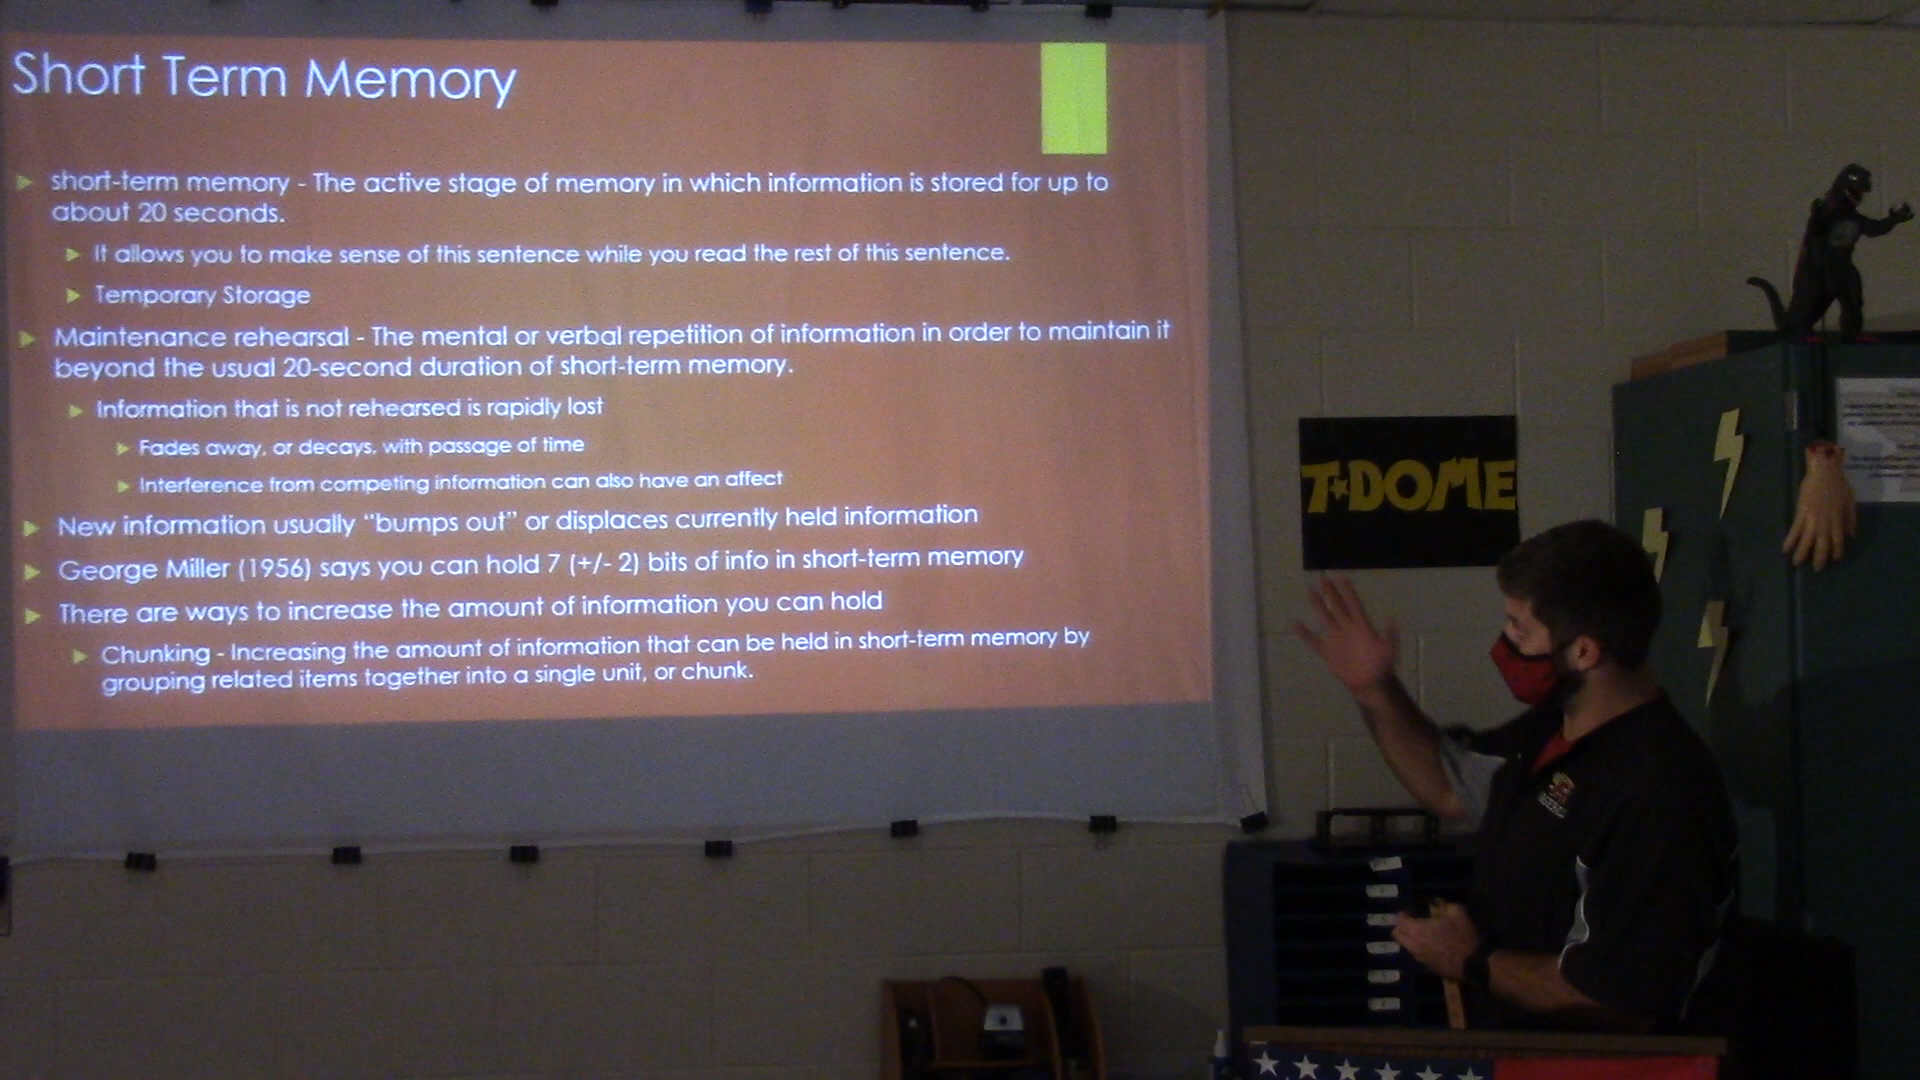 Short Term Memory
short-term memory - The active stage of memory in which information is stored for up to
about 20 seconds.
It allows you to make sense of this sentence while you read the rest of this sentence.
Temporary Storage
Maintenance rehearsal - The mental or verbal repetition of information in order to maintain it
beyond the usual 20-second duration of short-term memory.
Information that is not rehearsed is rapidly lost
Fades away, or decays, with passage of time
Interference from competing information can also have an affect
New information usually “bumps out” or displaces currently held information
George Miller (1956) says you can hold 7 (+/- 2) bits of info in short-term memory
There are ways to increase the amount of information you can hold
Chunking - Increasing the amount of information that can be held in short-term memory by
grouping related items together into a single unit, or chunk.
T★DOME